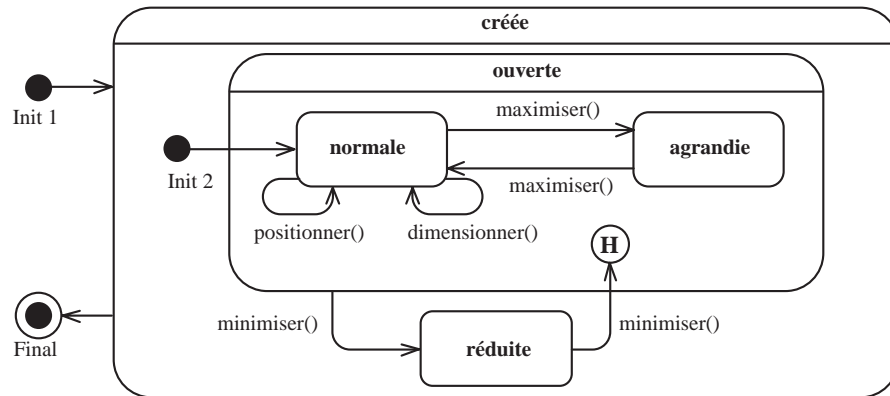 créée
ouverte
Init 1
maximiser()
normale
agrandie
Init 2
maximiser()
positionner()
dimensionner()
H
minimiser()
minimiser()
réduite
Final